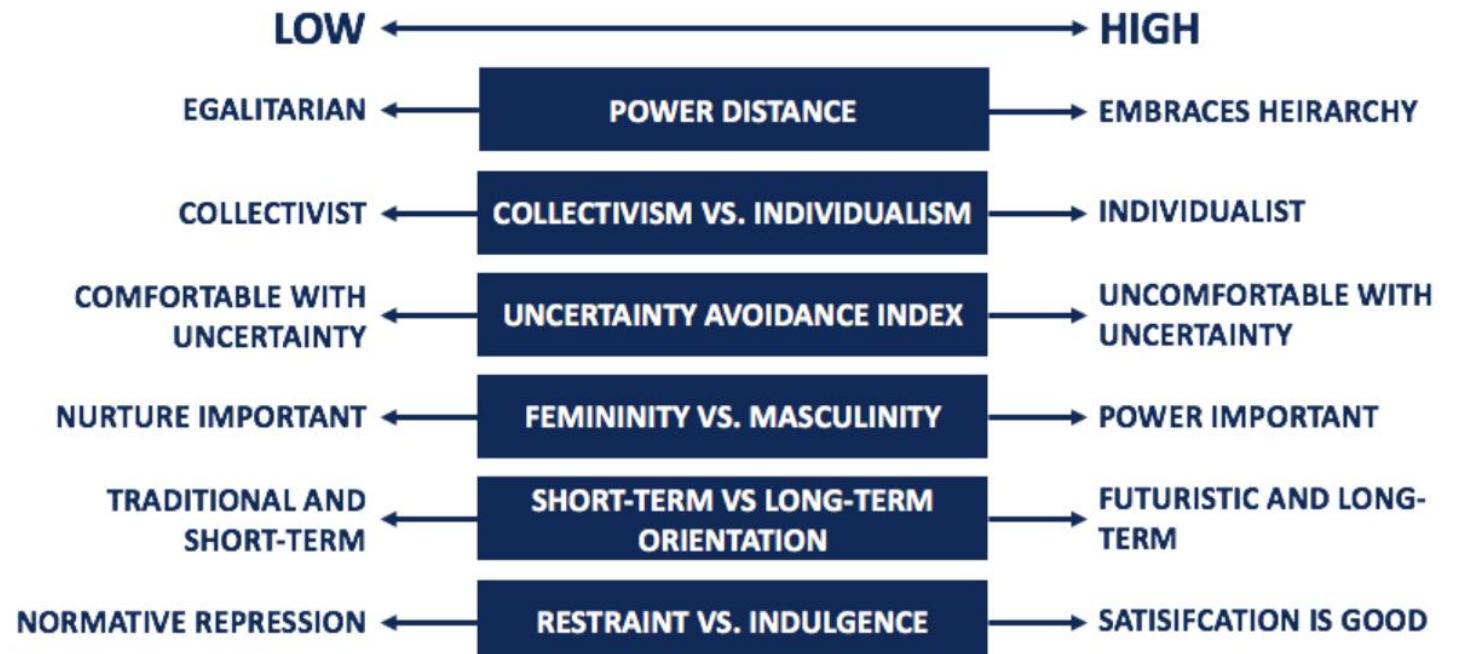 LOW HIGH
EGALITARIAN POWER DISTANCE EMBRACES HEIRARCHY
COLLECTIVIST COLLECTIVISM VS. INDIVIDUALISM INDIVIDUALIST
COMFORTABLE WITH
UNCERTAINTY
UNCERTAINTY AVOIDANCE INDEX
UNCOMFORTABLE WITH
UNCERTAINTY
NURTURE IMPORTANT FEMININITY VS. MASCULINITY POWER IMPORTANT
TRADITIONAL AND
SHORT-TERM
SHORT-TERM VS LONG-TERM
ORIENTATION
FUTURISTIC AND LONG-
TERM
NORMATIVE REPRESSION RESTRAINT VS. INDULGENCE SATISIFCATION IS GOOD